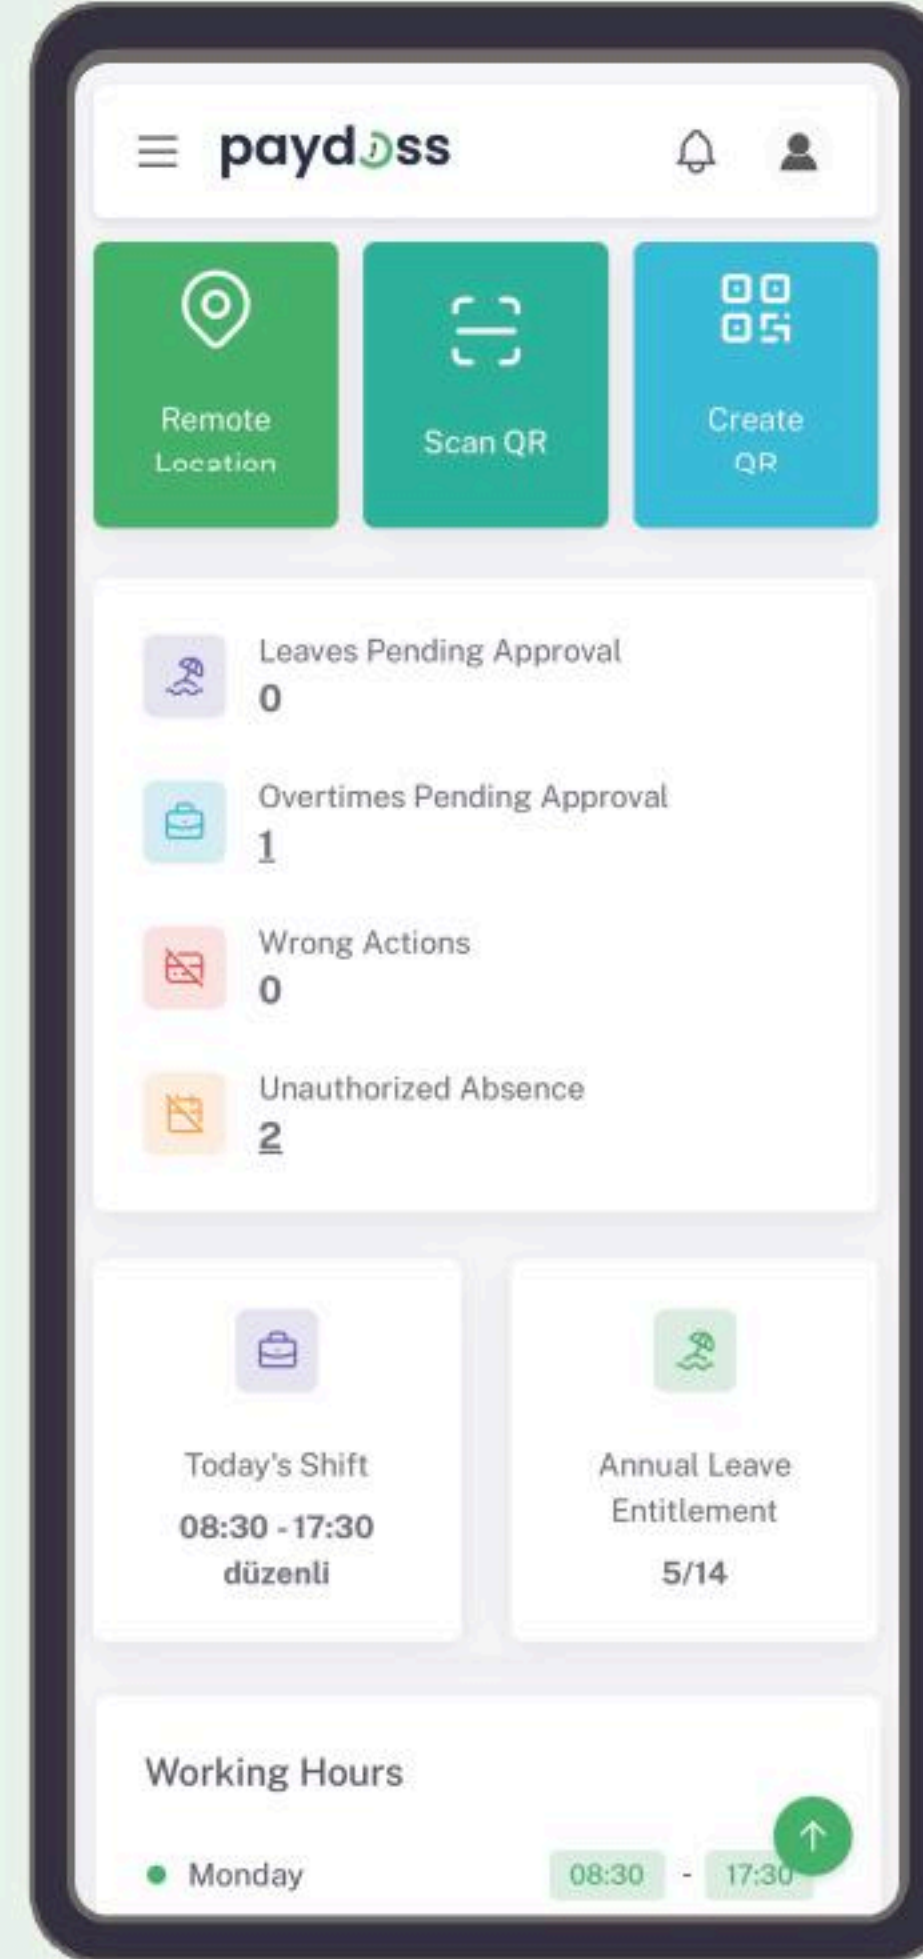 paydoss
Remote
Location
Scan QR
Create
QR
Leaves Pending Approval
0
Overtimes Pending Approval
1
Wrong Actions
0
Unauthorized Absence
2
Today's Shift
08:30 - 17:30
düzenli
Annual Leave
Entitlement
5/14
Working Hours
Monday 08:30 - 17:30